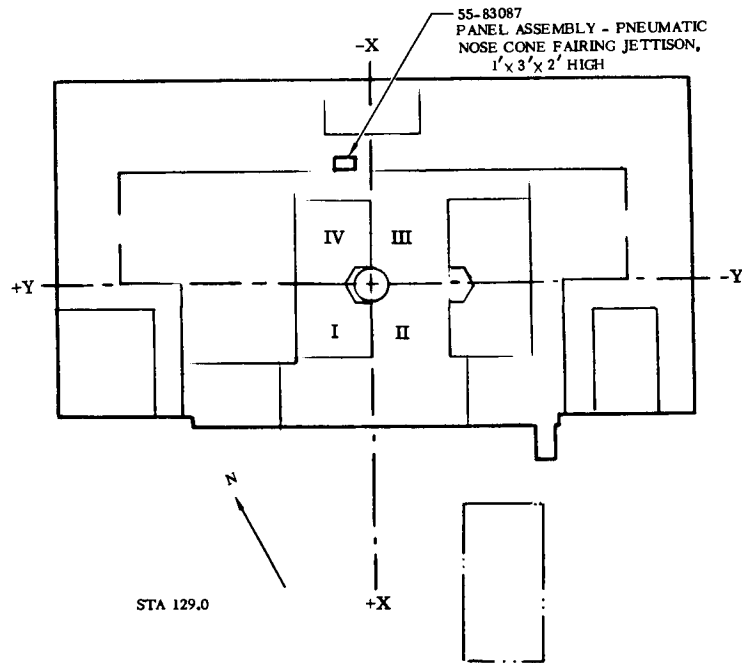 55-83087
PANEL ASSEMBLY - PNEUMATIC
NOSE CONE FAIRING JETTISON,
1' x 3' x 2' HIGH
-X
IV III
+Y -Y
I II
N
STA 129.0
+X